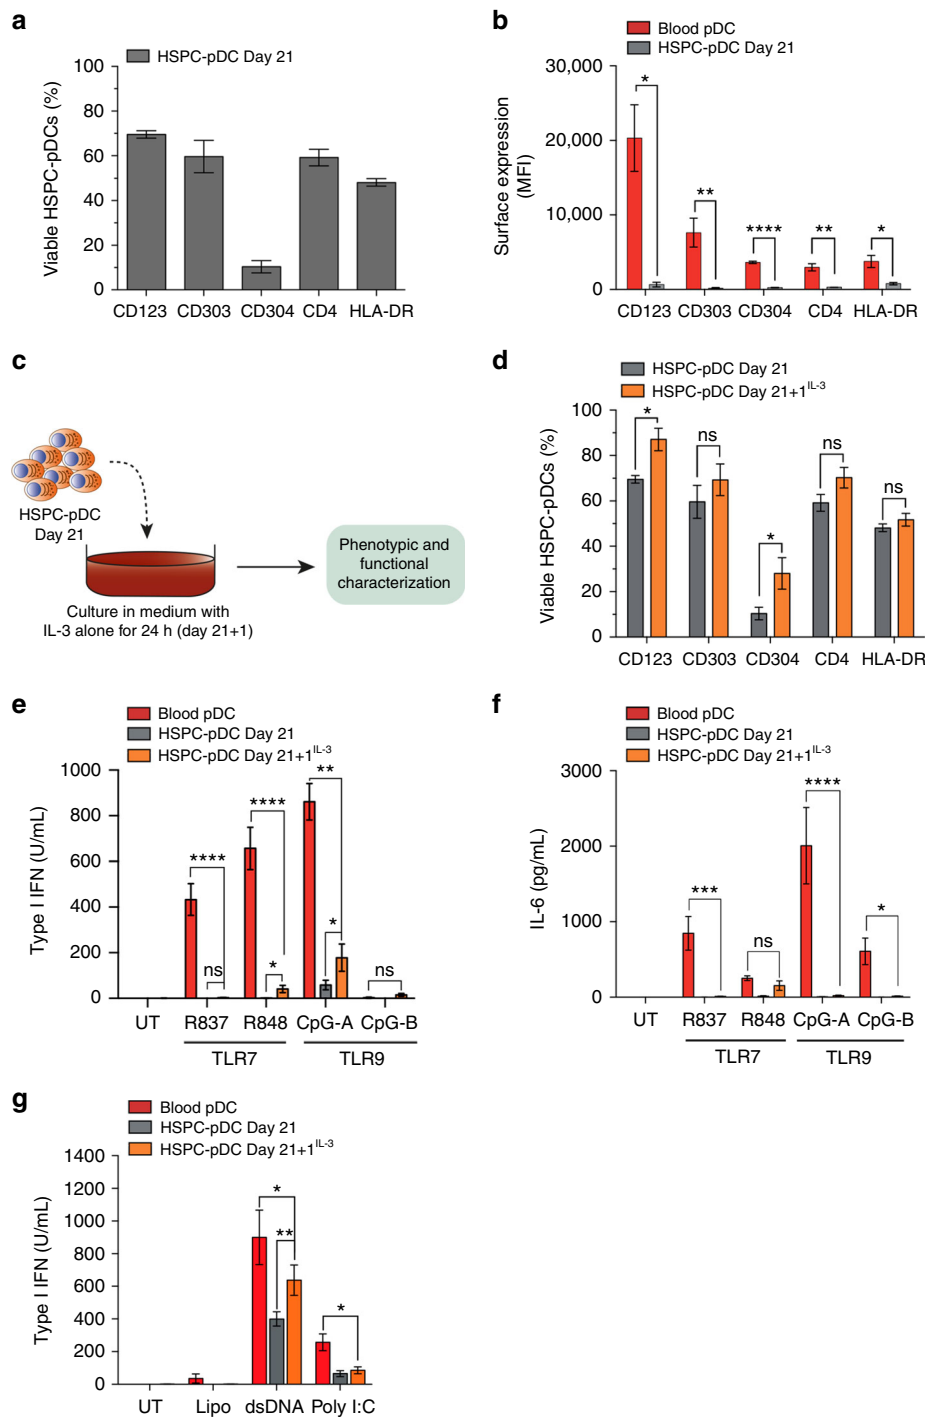 a
HSPC-pDC Day 21
Viable HSPC-pDCs (%)
100
80
60
40
20
0
CD123 CD303 CD304 CD4 HLA-DR
b
Blood pDC
HSPC-pDC Day 21
Surface expression
(MFI)
30,000
20,000
10,000
0
* ** **** ** *
CD123 CD303 CD304 CD4 HLA-DR
c
HSPC-pDC
Day 21
Culture in medium with
IL-3 alone for 24 h (day 21+1)
Phenotypic and
functional
characterization
d
HSPC-pDC Day 21
HSPC-pDC Day 21+1IL-3
Viable HSPC-pDCs (%)
100
80
60
40
20
0
* ns * ns ns
CD123 CD303 CD304 CD4 HLA-DR
e
Blood pDC
HSPC-pDC Day 21
HSPC-pDC Day 21+1IL-3
Type I IFN (U/mL)
1000
800
600
400
200
0
**** ns **** * ** * ns
UT R837 R848 CpG-A CpG-B
TLR7 TLR9
f
Blood pDC
HSPC-pDC Day 21
HSPC-pDC Day 21+1IL-3
IL-6 (pg/mL)
3000
2000
1000
0
*** ns **** *
UT R837 R848 CpG-A CpG-B
TLR7 TLR9
g
Blood pDC
HSPC-pDC Day 21
HSPC-pDC Day 21+1IL-3
Type I IFN (U/mL)
1400
1200
1000
800
600
400
200
0
* ** *
UT Lipo dsDNA Poly I:C